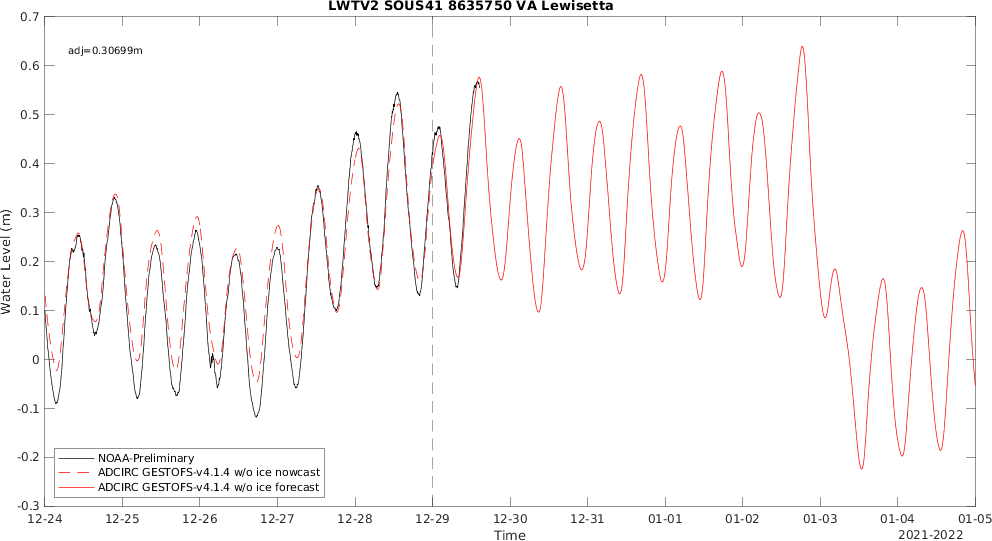 LWTV2 SOUS41 8635750 VA Lewisetta
adj=0.30699m
0.7
0.6
0.5
0.4
0.3
0.2
0.1
0
-0.1
-0.2
-0.3
Water Level (m)
NOAA-Preliminary
ADCIRC GESTOFS-v4.1.4 w/o ice nowcast
ADCIRC GESTOFS-v4.1.4 w/o ice forecast
12-24 12-25 12-26 12-27 12-28 12-29 12-30 12-31 01-01 01-02 01-03 01-04 01-05
Time
2021-2022